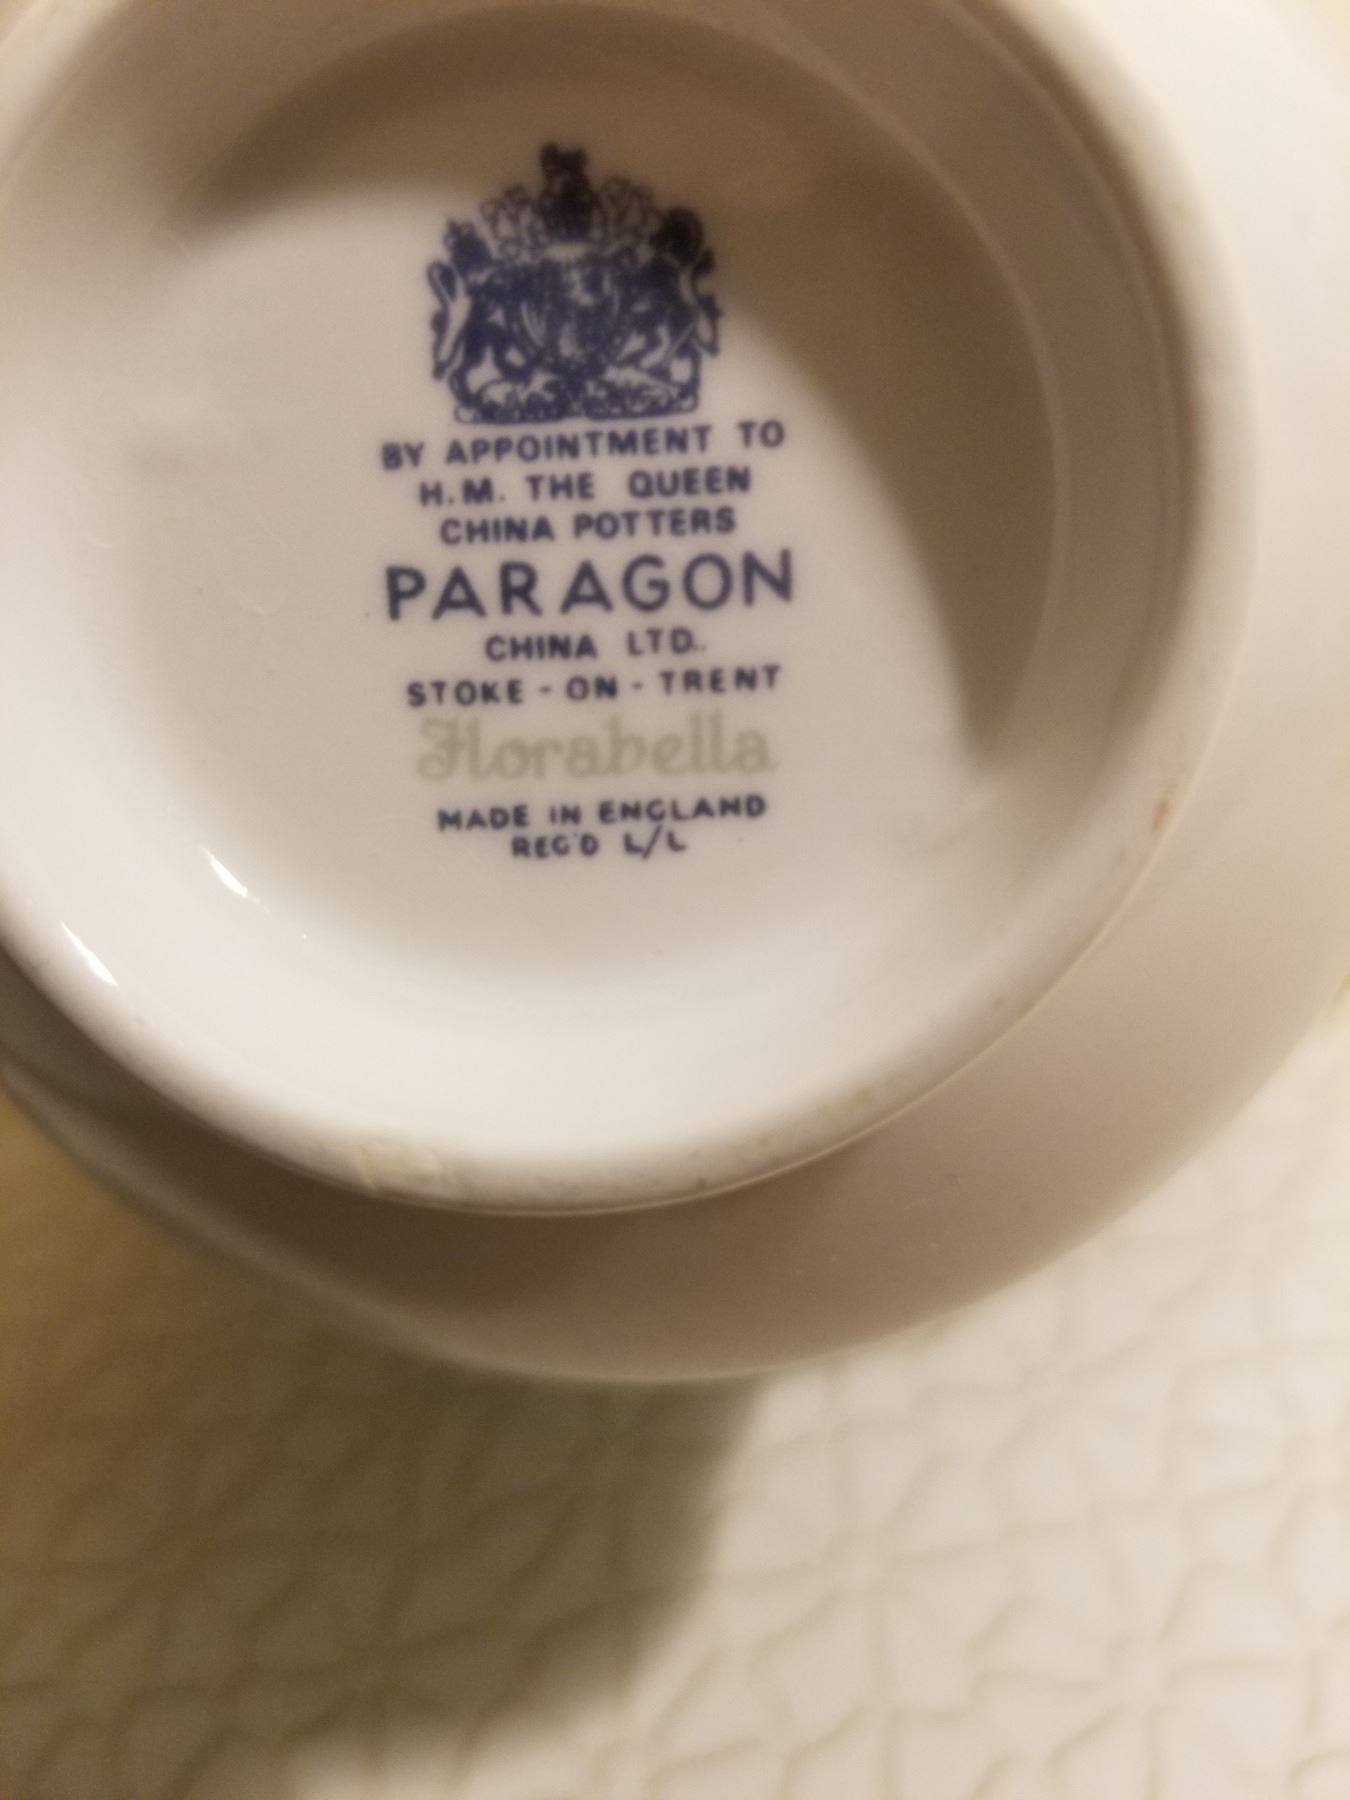 BY APPOINTMENT TO
H.M. THE QUEEN
CHINA POTTERS
PARAGON
CHINA LTD.
STOKE - ON - TRENT
Florabella
MADE IN ENGLAND
REG'D L/L